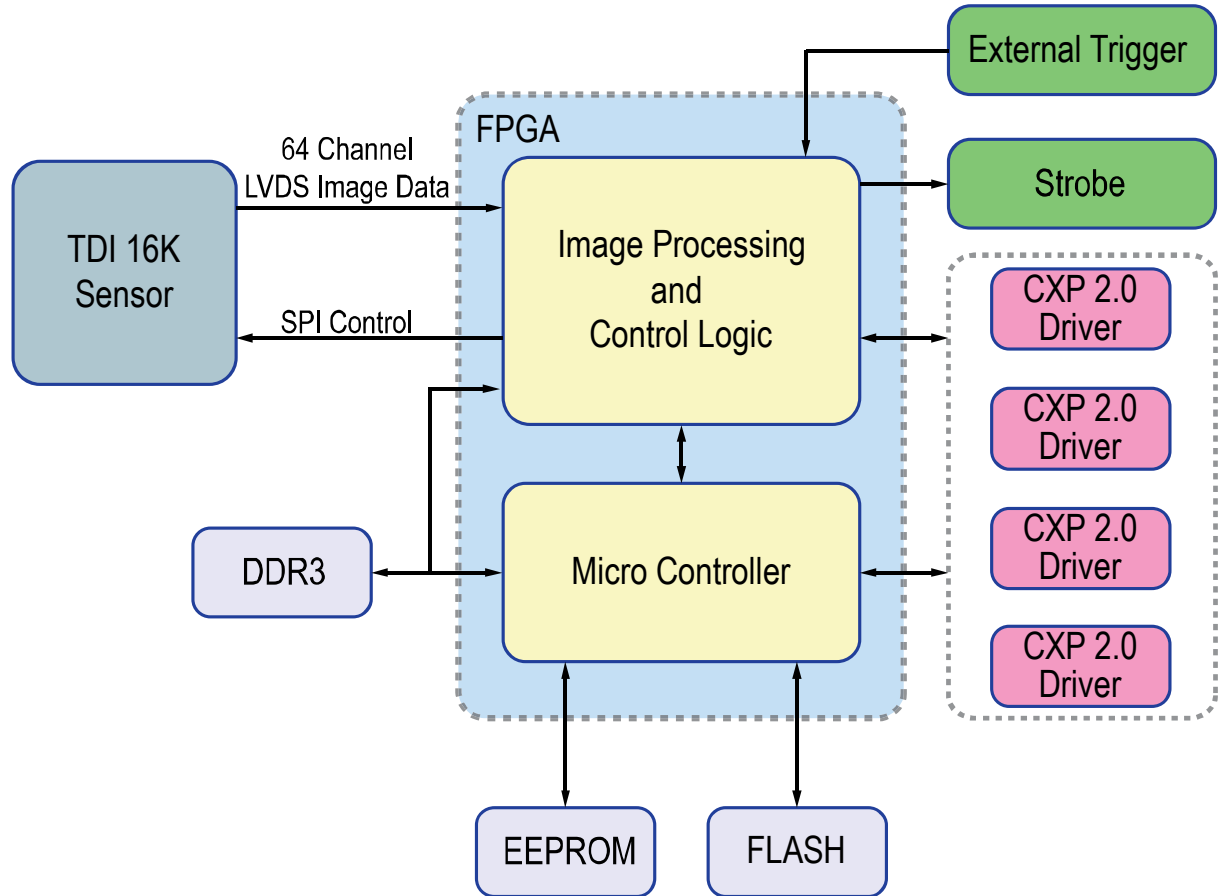 External Trigger
FPGA
64 Channel
LVDS Image Data
Strobe
TDI 16K
Sensor
Image Processing
and
Control Logic
SPI Control
CXP 2.0
Driver
CXP 2.0
Driver
CXP 2.0
Driver
CXP 2.0
Driver
DDR3
Micro Controller
EEPROM
FLASH